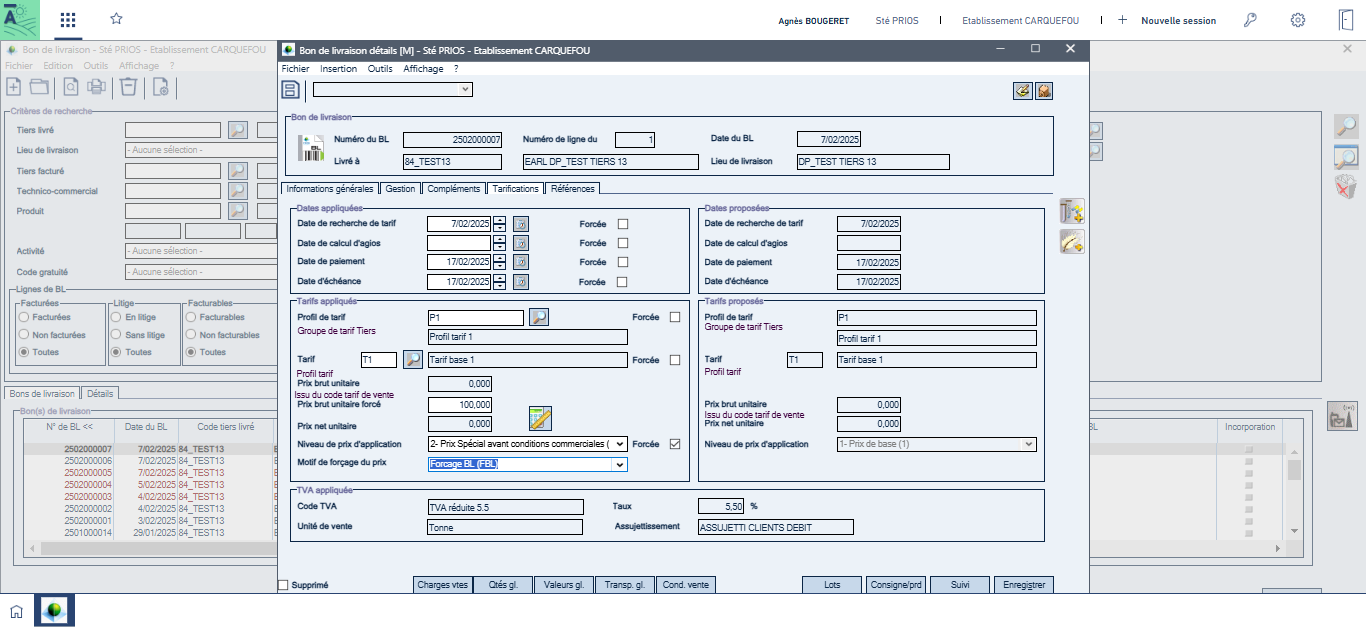 Agnès BOUGERET Sté PRIOS | Etablissement CARQUEFOU | + Nouvelle session
Bon de livraison - Sté PRIOS - Etablissement CARQUEFOU
Fichier Edition Outils Affichage ?
Critères de recherche
Tiers livré
Lieu de livraison - Aucune sélection -
Tiers facturé
Technico-commercial
Produit
Activité - Aucune sélection -
Code gratuité - Aucune sélection -
Lignes de BL
Facturées Litige Facturables
Facturées En litige Facturables
Non facturées Sans litige Non facturables
Toutes Toutes Toutes
Bons de livraison Détails
Bon(s) de livraison
N° de BL << Date du BL Code tiers livré BL Incorporation
2502000007 7/02/2025 84_TEST13
2502000006 7/02/2025 84_TEST13
2502000005 7/02/2025 84_TEST13
2502000004 5/02/2025 84_TEST13
2502000003 4/02/2025 84_TEST13
2502000002 4/02/2025 84_TEST13
2502000001 3/02/2025 84_TEST13
2501000014 29/01/2025 84_TEST13
Bon de livraison détails [M] - Sté PRIOS - Etablissement CARQUEFOU
Fichier Insertion Outils Affichage ?
Bon de livraison
Numéro du BL 2502000007 Numéro de ligne du 1 Date du BL 7/02/2025
Livré à 84_TEST13 EARL DP_TEST TIERS 13 Lieu de livraison DP_TEST TIERS 13
Informations générales Gestion Compléments Tarifications Références
Dates appliquées
Date de recherche de tarif 7/02/2025 Forcée
Date de calcul d'agios Forcée
Date de paiement 17/02/2025 Forcée
Date d'échéance 17/02/2025 Forcée
Dates proposées
Date de recherche de tarif 7/02/2025
Date de calcul d'agios
Date de paiement 17/02/2025
Date d'échéance 17/02/2025
Tarifs appliqués
Profil de tarif P1 Forcée
Groupe de tarif Tiers
Profil tarif 1
Tarif T1 Tarif base 1 Forcée
Profil tarif
Prix brut unitaire 0,000
Issu du code tarif de vente
Prix brut unitaire forcé 100,000
Prix net unitaire 0,000
Niveau de prix d'application 2- Prix Spécial avant conditions commerciales ( Forcée
Motif de forçage du prix Forcage BL (FBL)
Tarifs proposés
Profil de tarif P1
Groupe de tarif Tiers
Profil tarif 1
Tarif T1 Tarif base 1
Profil tarif
Prix brut unitaire 0,000
Issu du code tarif de vente
Prix net unitaire 0,000
Niveau de prix d'application 1- Prix de base (1)
TVA appliquée
Code TVA TVA réduite 5.5 Taux 5,50 %
Unité de vente Tonne Assujettissement ASSUJETTI CLIENTS DEBIT
Supprimé Charges vtes Qtés gl. Valeurs gl. Transp. gl. Cond. vente Lots Consigne/prd Suivi Enregistrer